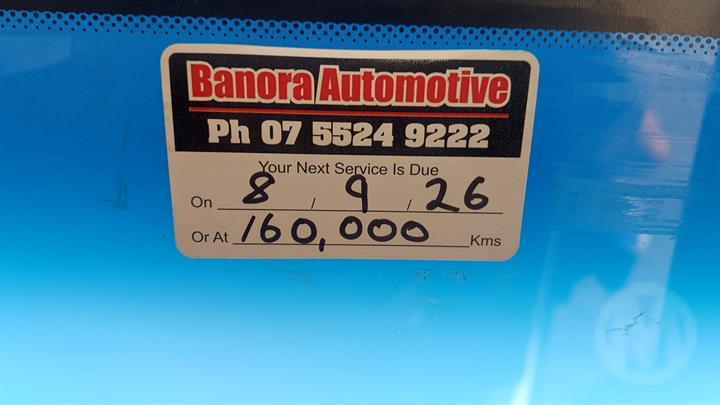 Banora Automotive
Ph 07 5524 9222
Your Next Service Is Due
On 8 / 9 / 26
Or At 160,000 Kms